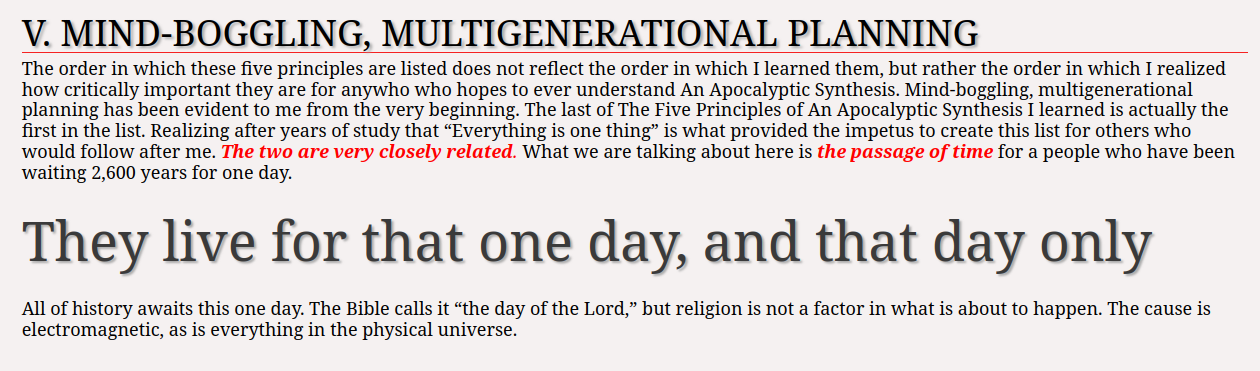 V. MIND-BOGGLING, MULTIGENERATIONAL PLANNING
The order in which these five principles are listed does not reflect the order in which I learned them, but rather the order in which I realized
how critically important they are for anywho who hopes to ever understand An Apocalyptic Synthesis. Mind-boggling, multigenerational
planning has been evident to me from the very beginning. The last of The Five Principles of An Apocalyptic Synthesis I learned is actually the
first in the list. Realizing after years of study that “Everything is one thing” is what provided the impetus to create this list for others who
would follow after me. The two are very closely related. What we are talking about here is the passage of time for a people who have been
waiting 2,600 years for one day.
They live for that one day, and that day only
All of history awaits this one day. The Bible calls it “the day of the Lord,” but religion is not a factor in what is about to happen. The cause is
electromagnetic, as is everything in the physical universe.